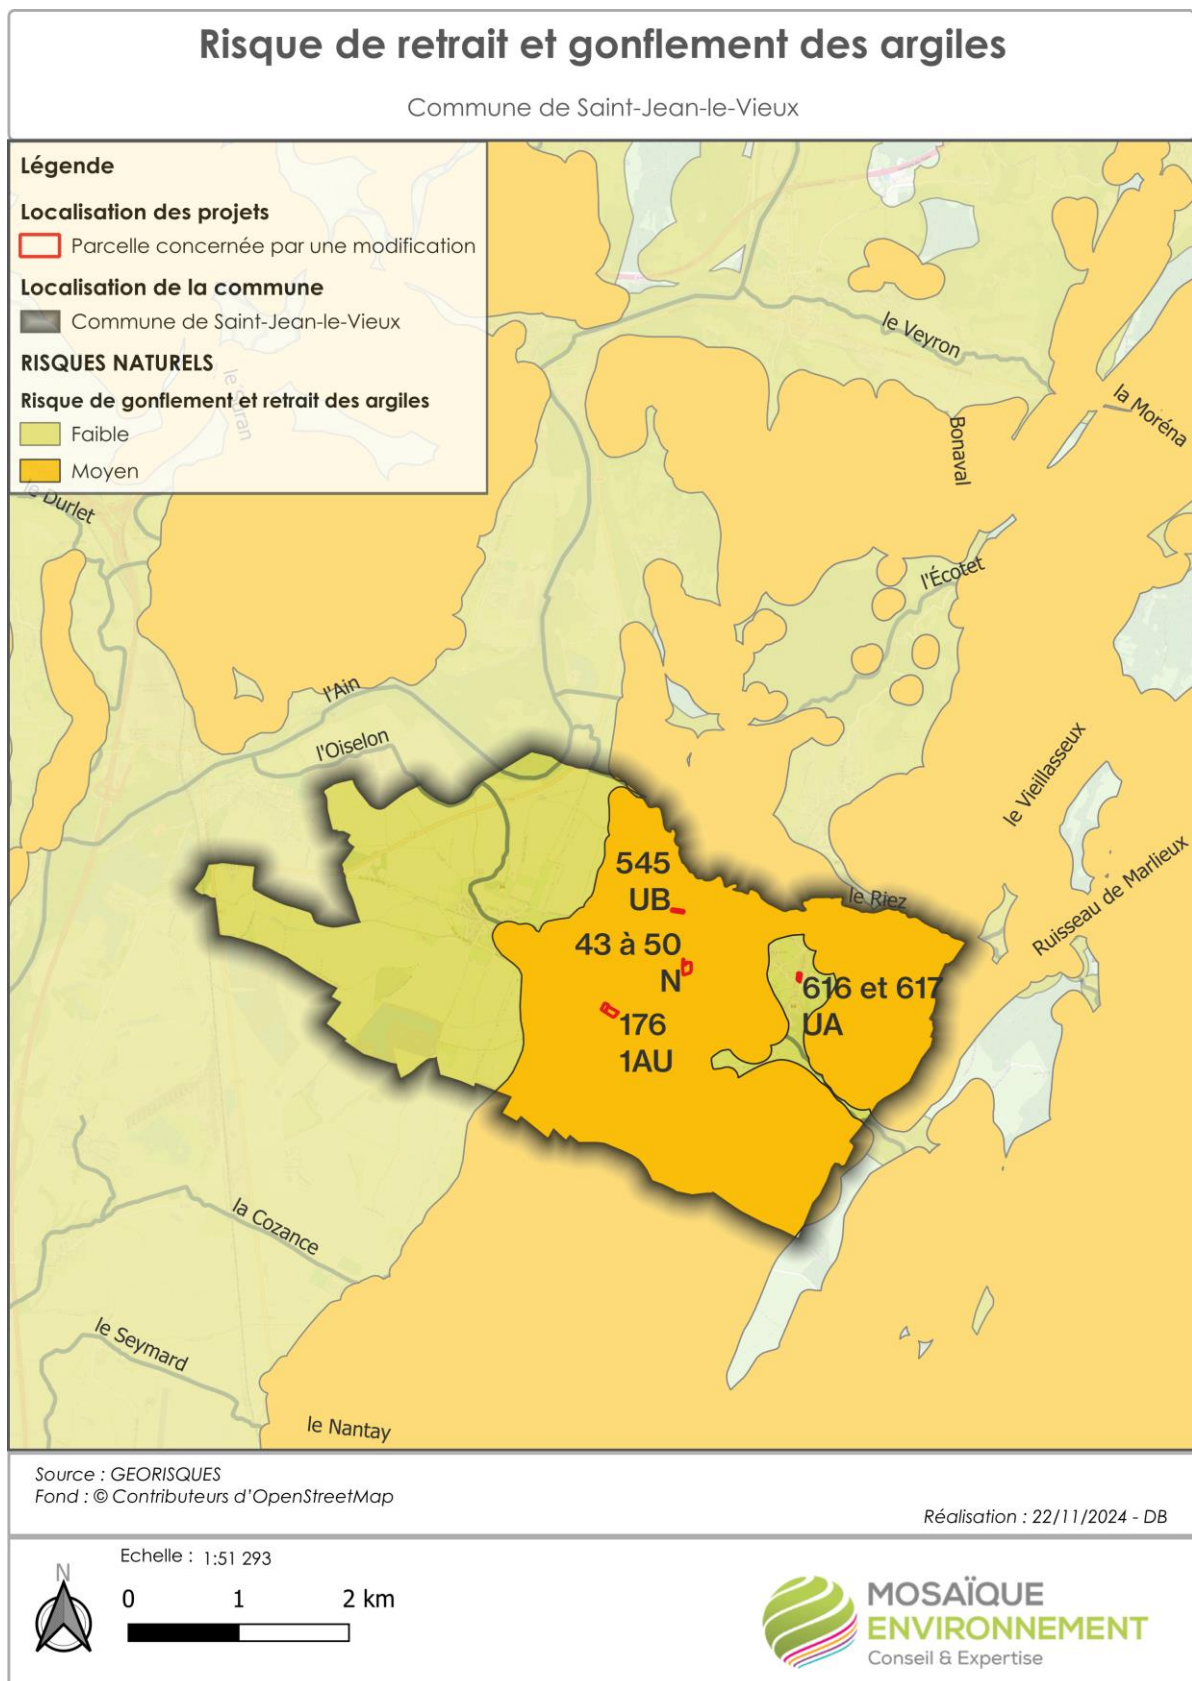 Risque de retrait et gonflement des argiles
Commune de Saint-Jean-le-Vieux
Légende
Localisation des projets
Parcelle concernée par une modification
Localisation de la commune
Commune de Saint-Jean-le-Vieux
RISQUES NATURELS
Risque de gonflement et retrait des argiles
Faible
Moyen
le Suran
le Durlet
le Veyron
la Moréna
Bonaval
l'Écotet
l'Ain
l'Oiselon
le Vieillasseux
Ruisseau de Marlieux
le Riez
545
UB
43 à 50
N
616 et 617
UA
176
1AU
la Cozance
le Seymard
le Nantay
Source : GEORISQUES
Fond : © Contributeurs d'OpenStreetMap
Réalisation : 22/11/2024 - DB
N
Echelle : 1:51 293
0 1 2 km
MOSAÏQUE
ENVIRONNEMENT
Conseil & Expertise